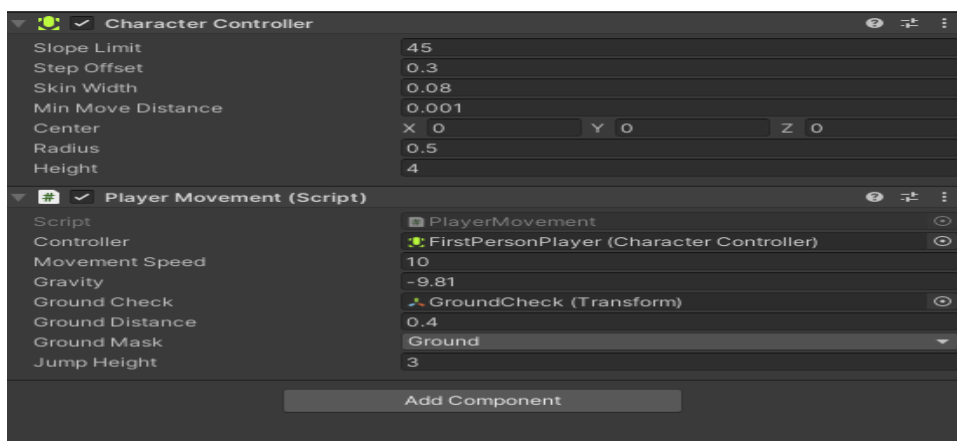 Character Controller
Slope Limit 45
Step Offset 0.3
Skin Width 0.08
Min Move Distance 0.001
Center X 0 Y 0 Z 0
Radius 0.5
Height 4
# Player Movement (Script)
Script # PlayerMovement
Controller FirstPersonPlayer (Character Controller)
Movement Speed 10
Gravity -9.81
Ground Check GroundCheck (Transform)
Ground Distance 0.4
Ground Mask Ground
Jump Height 3
Add Component